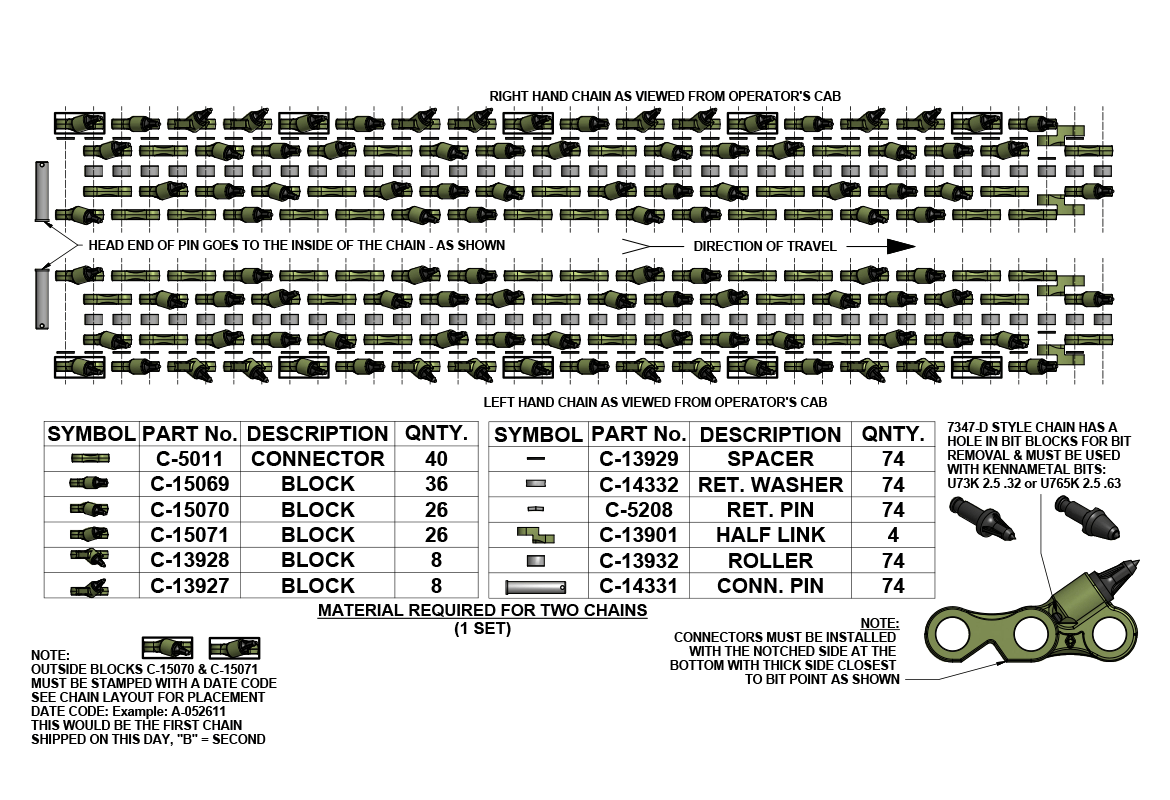 RIGHT HAND CHAIN AS VIEWED FROM OPERATOR'S CAB
HEAD END OF PIN GOES TO THE INSIDE OF THE CHAIN - AS SHOWN
DIRECTION OF TRAVEL
LEFT HAND CHAIN AS VIEWED FROM OPERATOR'S CAB
SYMBOL PART No. DESCRIPTION QNTY.
C-5011 CONNECTOR 40
C-15069 BLOCK 36
C-15070 BLOCK 26
C-15071 BLOCK 26
C-13928 BLOCK 8
C-13927 BLOCK 8
SYMBOL PART No. DESCRIPTION QNTY.
C-13929 SPACER 74
C-14332 RET. WASHER 74
C-5208 RET. PIN 74
C-13901 HALF LINK 4
C-13932 ROLLER 74
C-14331 CONN. PIN 74
MATERIAL REQUIRED FOR TWO CHAINS
(1 SET)
7347-D STYLE CHAIN HAS A
HOLE IN BIT BLOCKS FOR BIT
REMOVAL & MUST BE USED
WITH KENNAMETAL BITS:
U73K 2.5 .32 or U765K 2.5 .63
NOTE:
CONNECTORS MUST BE INSTALLED
WITH THE NOTCHED SIDE AT THE
BOTTOM WITH THICK SIDE CLOSEST
TO BIT POINT AS SHOWN
NOTE:
OUTSIDE BLOCKS C-15070 & C-15071
MUST BE STAMPED WITH A DATE CODE
SEE CHAIN LAYOUT FOR PLACEMENT
DATE CODE: Example: A-052611
THIS WOULD BE THE FIRST CHAIN
SHIPPED ON THIS DAY, "B" = SECOND